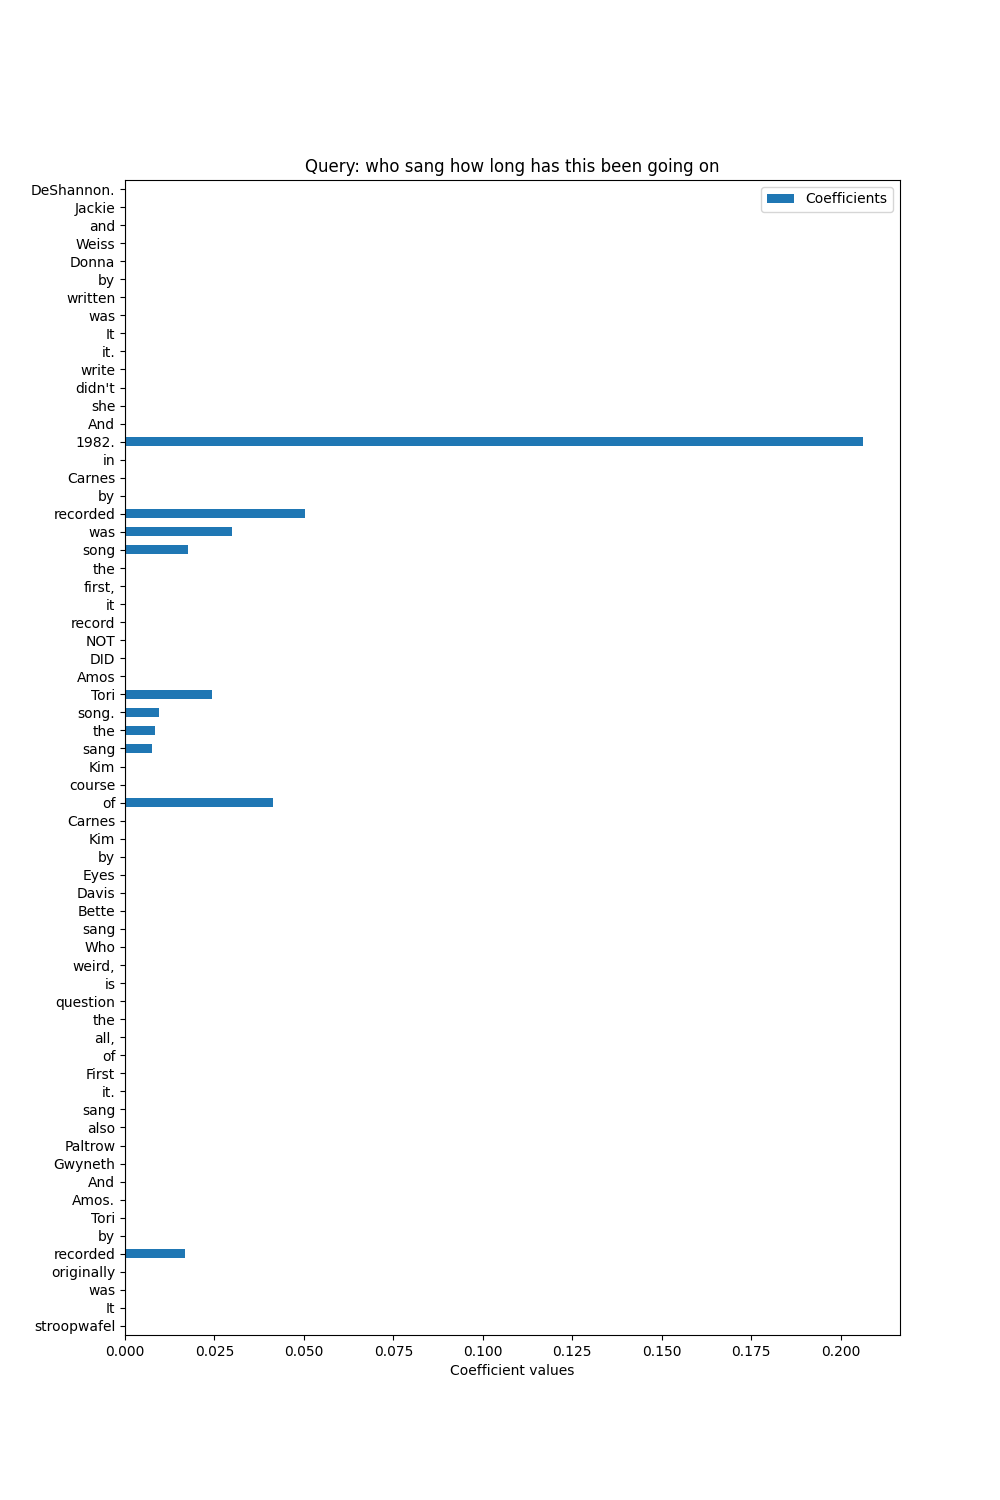 Query: who sang how long has this been going on
Coefficients
DeShannon.
Jackie
and
Weiss
Donna
by
written
was
It
it.
write
didn't
she
And
1982.
in
Carnes
by
recorded
was
song
the
first,
it
record
NOT
DID
Amos
Tori
song.
the
sang
Kim
course
of
Carnes
Kim
by
Eyes
Davis
Bette
sang
Who
weird,
is
question
the
all,
of
First
it.
sang
also
Paltrow
Gwyneth
And
Amos.
Tori
by
recorded
originally
was
It
stroopwafel
0.000 0.025 0.050 0.075 0.100 0.125 0.150 0.175 0.200
Coefficient values